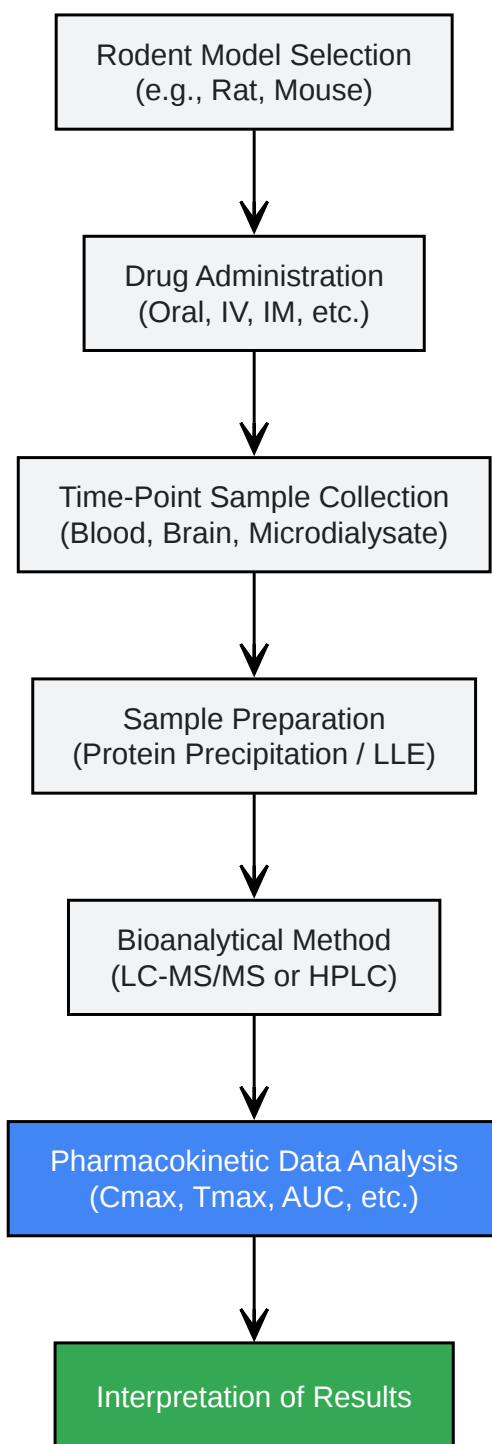 Rodent Model Selection
(e.g., Rat, Mouse)
Drug Administration
(Oral, IV, IM, etc.)
Time-Point Sample Collection
(Blood, Brain, Microdialysate)
Sample Preparation
(Protein Precipitation / LLE)
Bioanalytical Method
(LC-MS/MS or HPLC)
Pharmacokinetic Data Analysis
(Cmax, Tmax, AUC, etc.)
Interpretation of Results